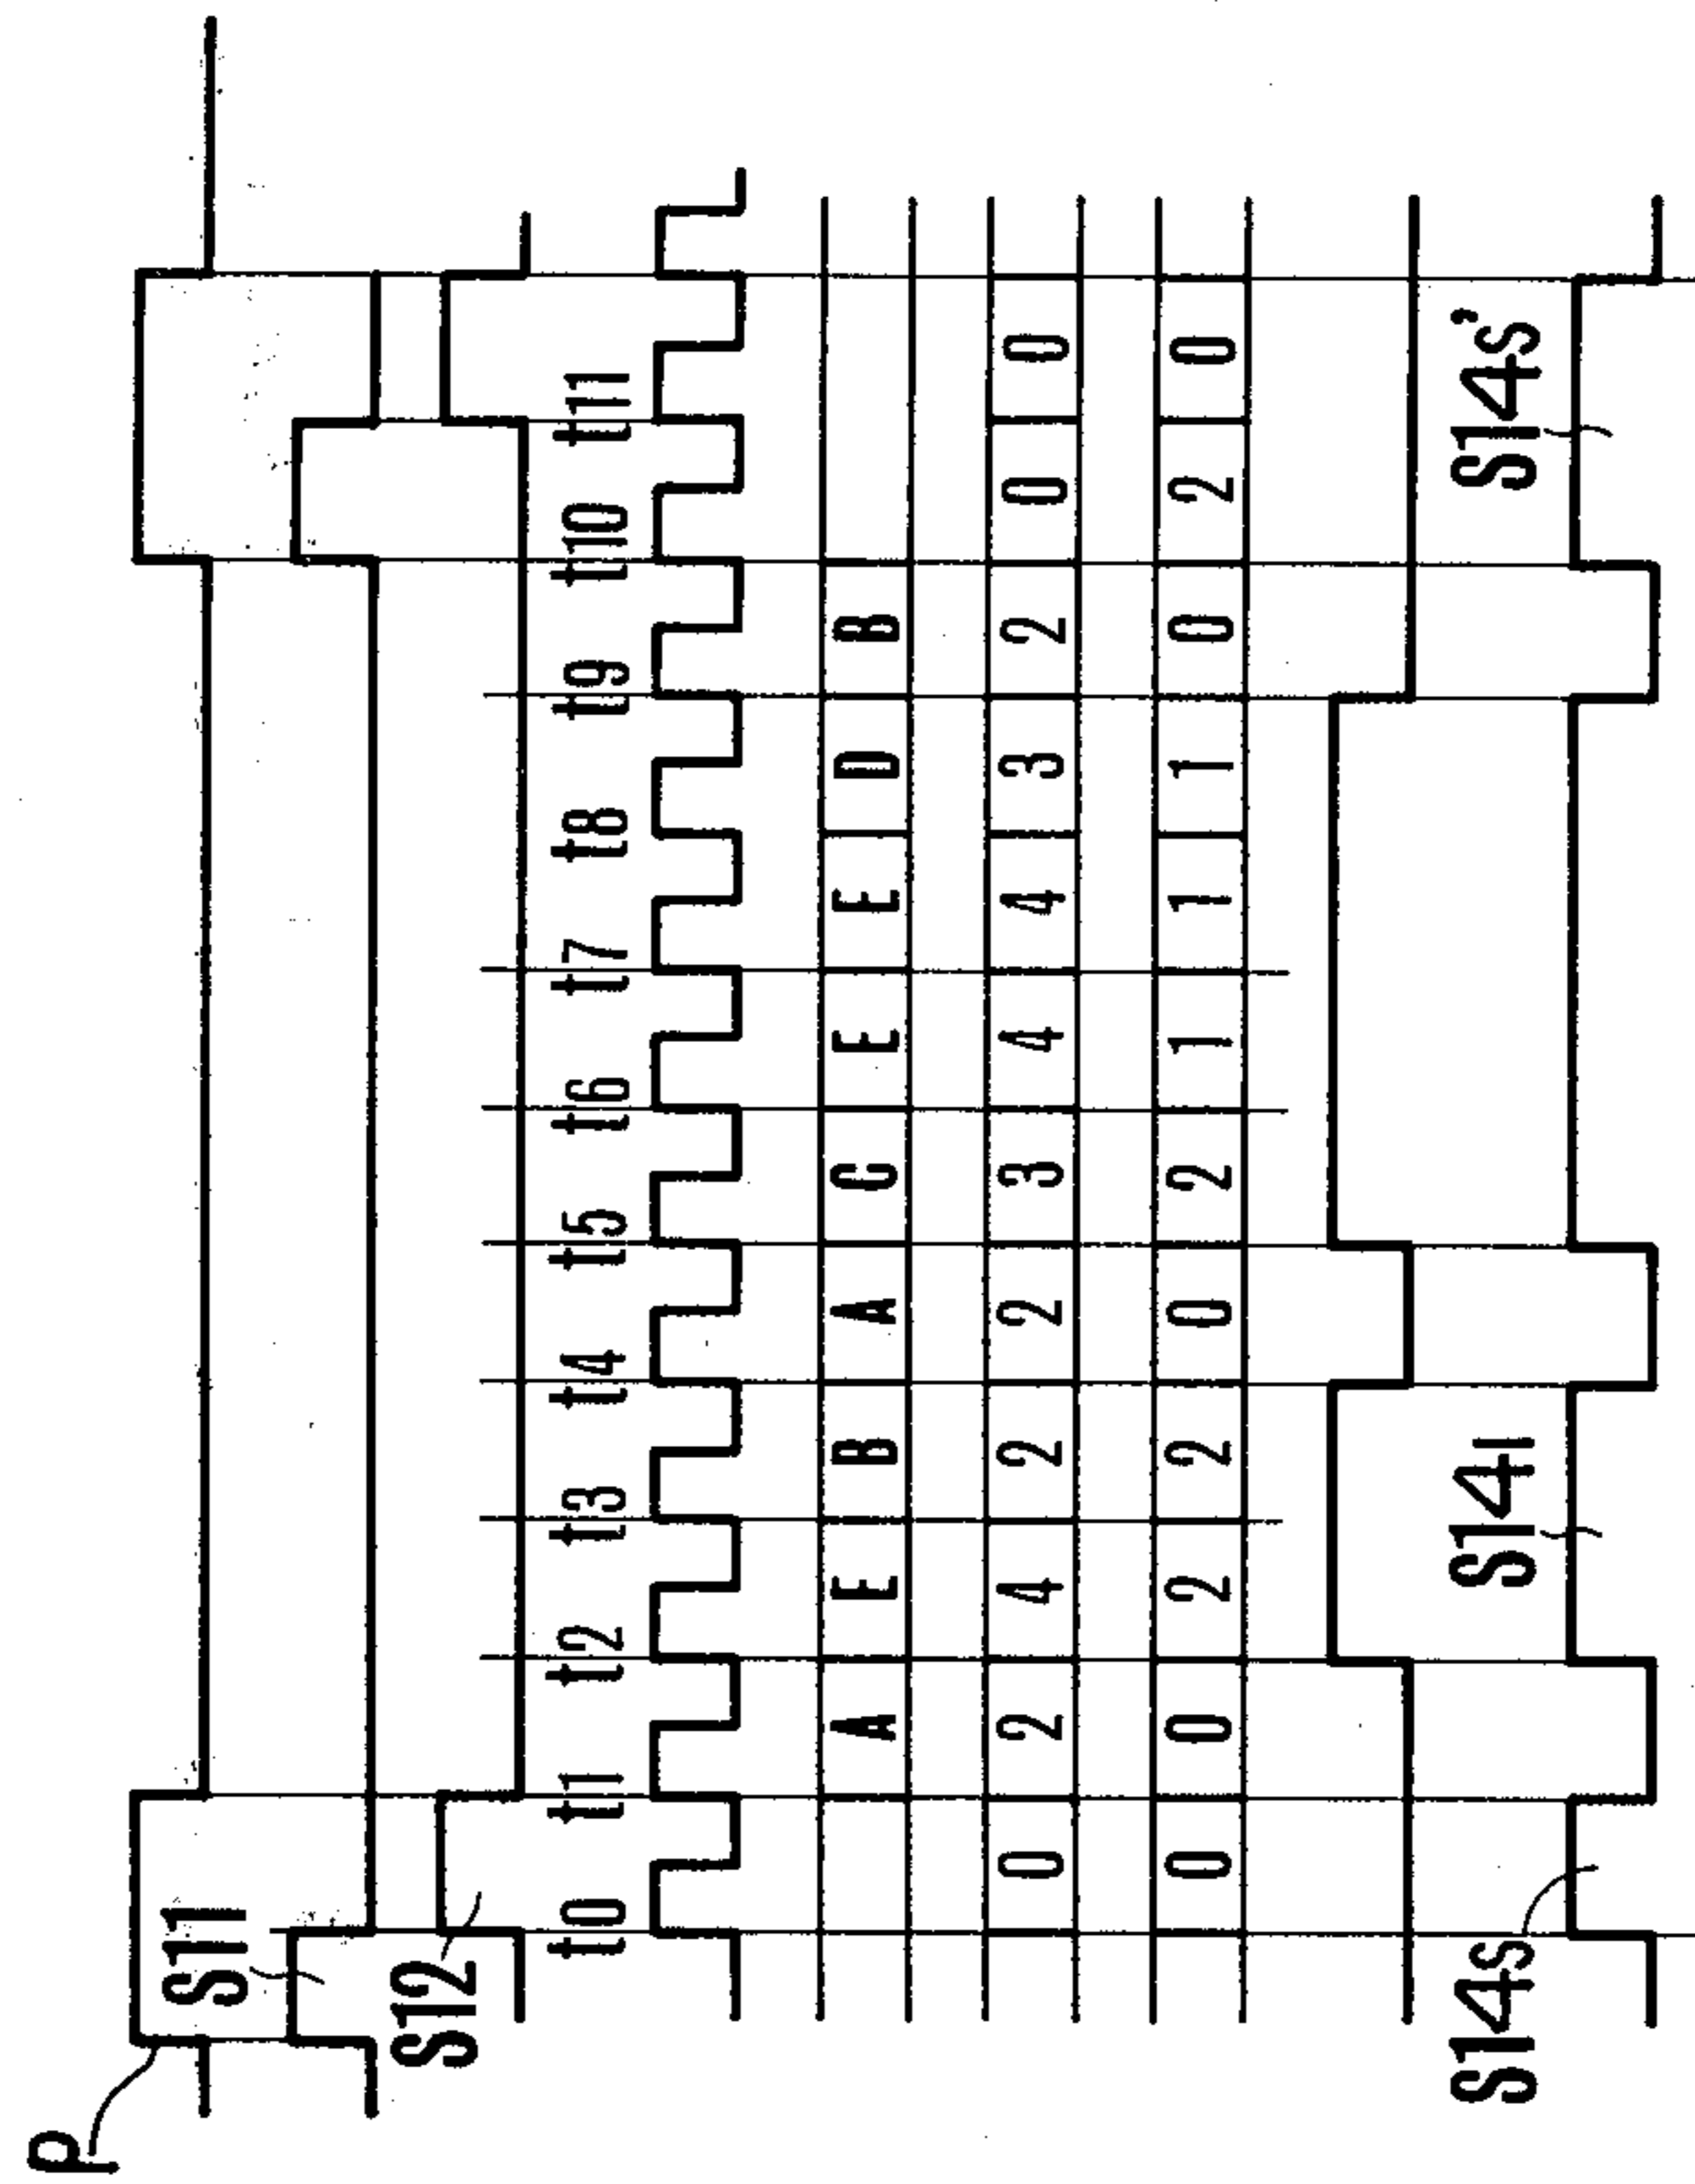 p
S11
S12
t0 t1 t2 t3 t4 t5 t6 t7 t8 t9 t10 t11
A E B A C E E D B
0 2 4 2 2 3 4 4 3 2 0 0
0 0 2 2 0 2 1 1 1 0 2 0
S14s S14l S14s'